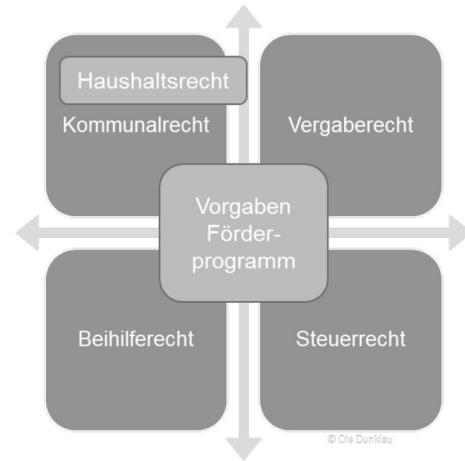 Haushaltsrecht
Kommunalrecht
Vergaberecht
Vorgaben
Förder-
programm
Beihilferecht
Steuerrecht
© Ole Dunklau